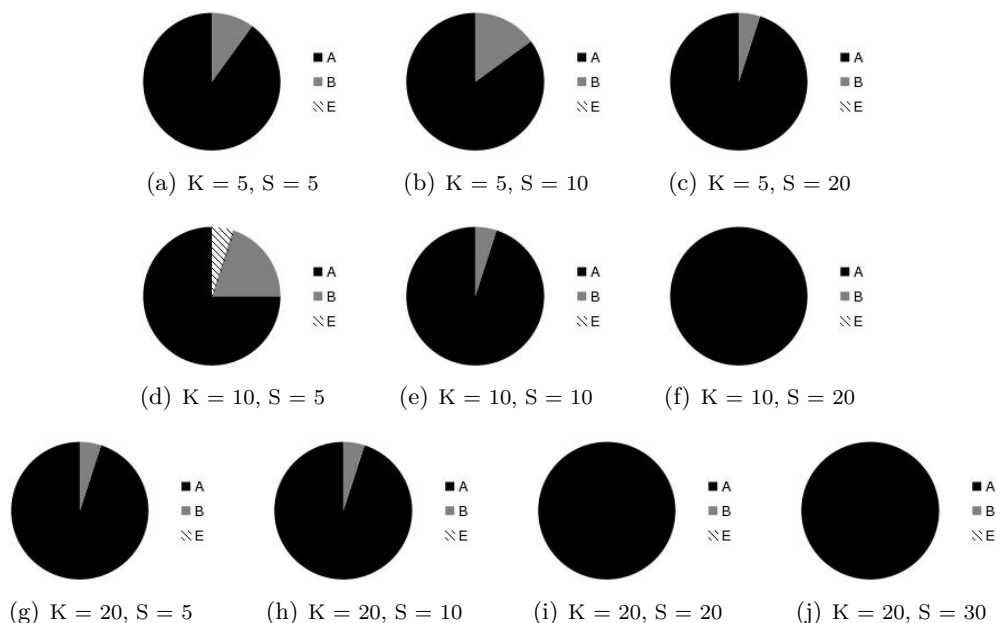 A
B
E
A
B
E
A
B
E
(a) K = 5, S = 5
(b) K = 5, S = 10
(c) K = 5, S = 20
A
B
E
A
B
E
A
B
E
(d) K = 10, S = 5
(e) K = 10, S = 10
(f) K = 10, S = 20
A
B
E
A
B
E
A
B
E
A
B
E
(g) K = 20, S = 5
(h) K = 20, S = 10
(i) K = 20, S = 20
(j) K = 20, S = 30